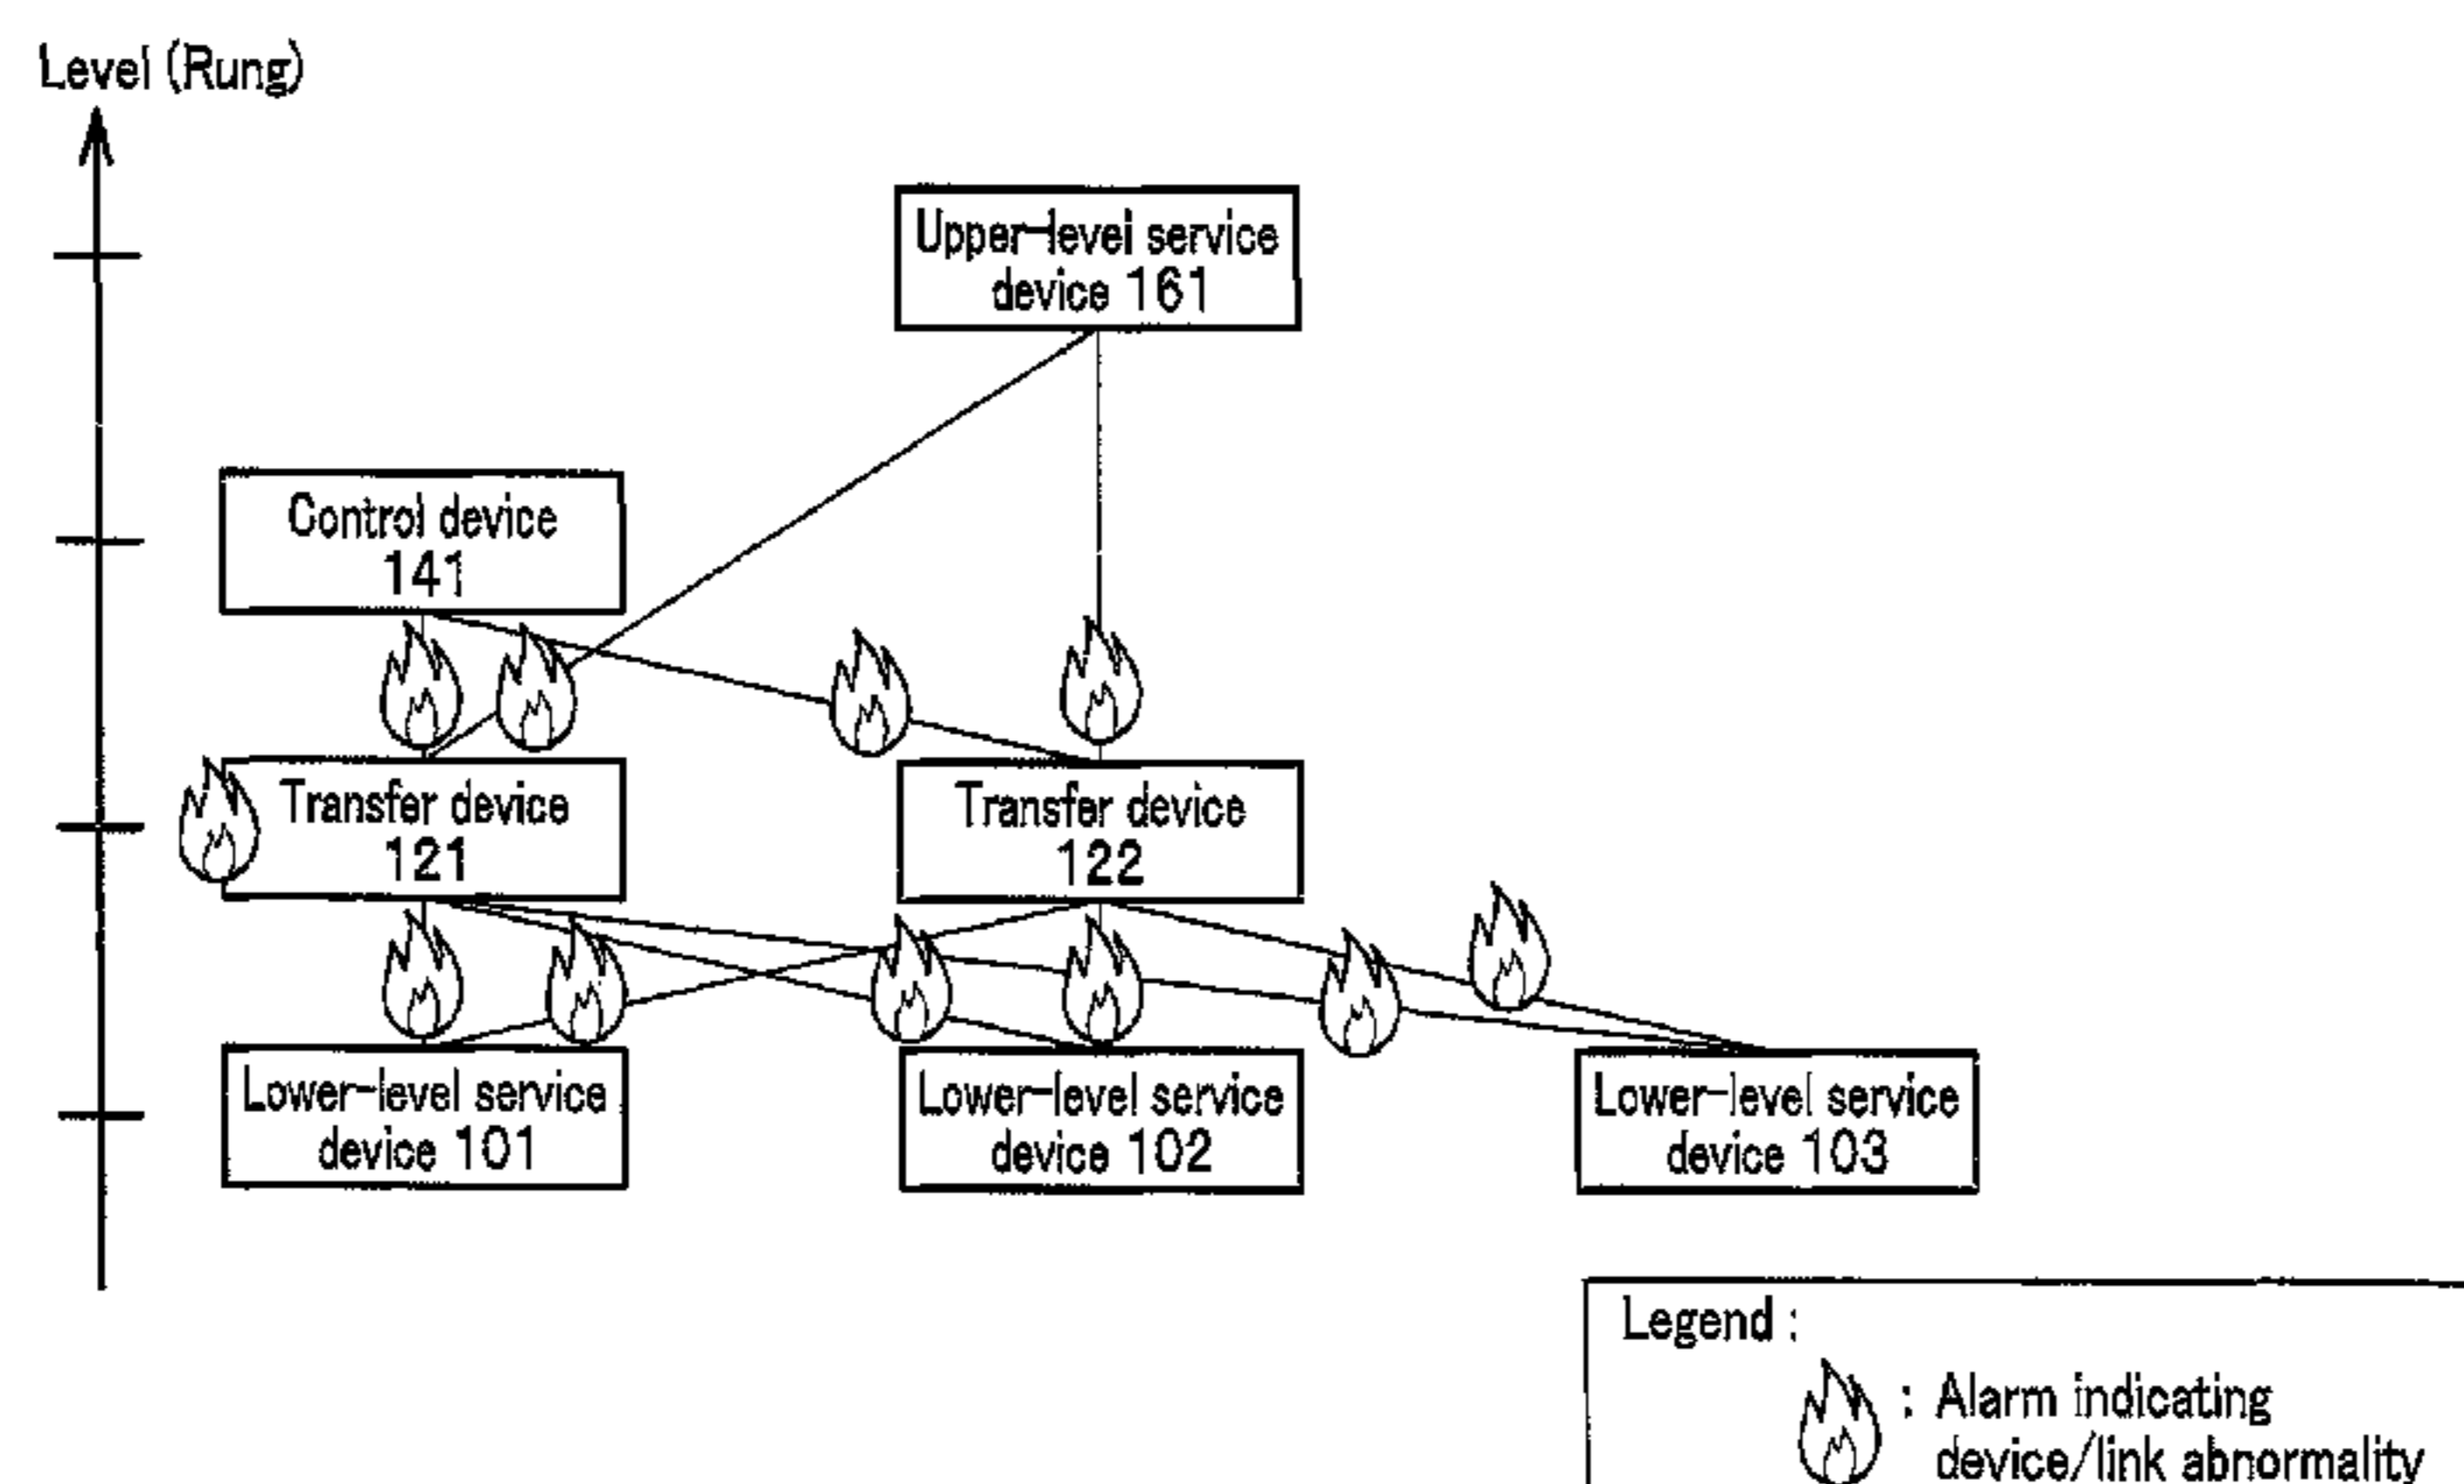 Level (Rung)
Upper-level service
device 161
Control device
141
Transfer device
121
Transfer device
122
Lower-level service
device 101
Lower-level service
device 102
Lower-level service
device 103
Legend :
: Alarm indicating
device/link abnormality